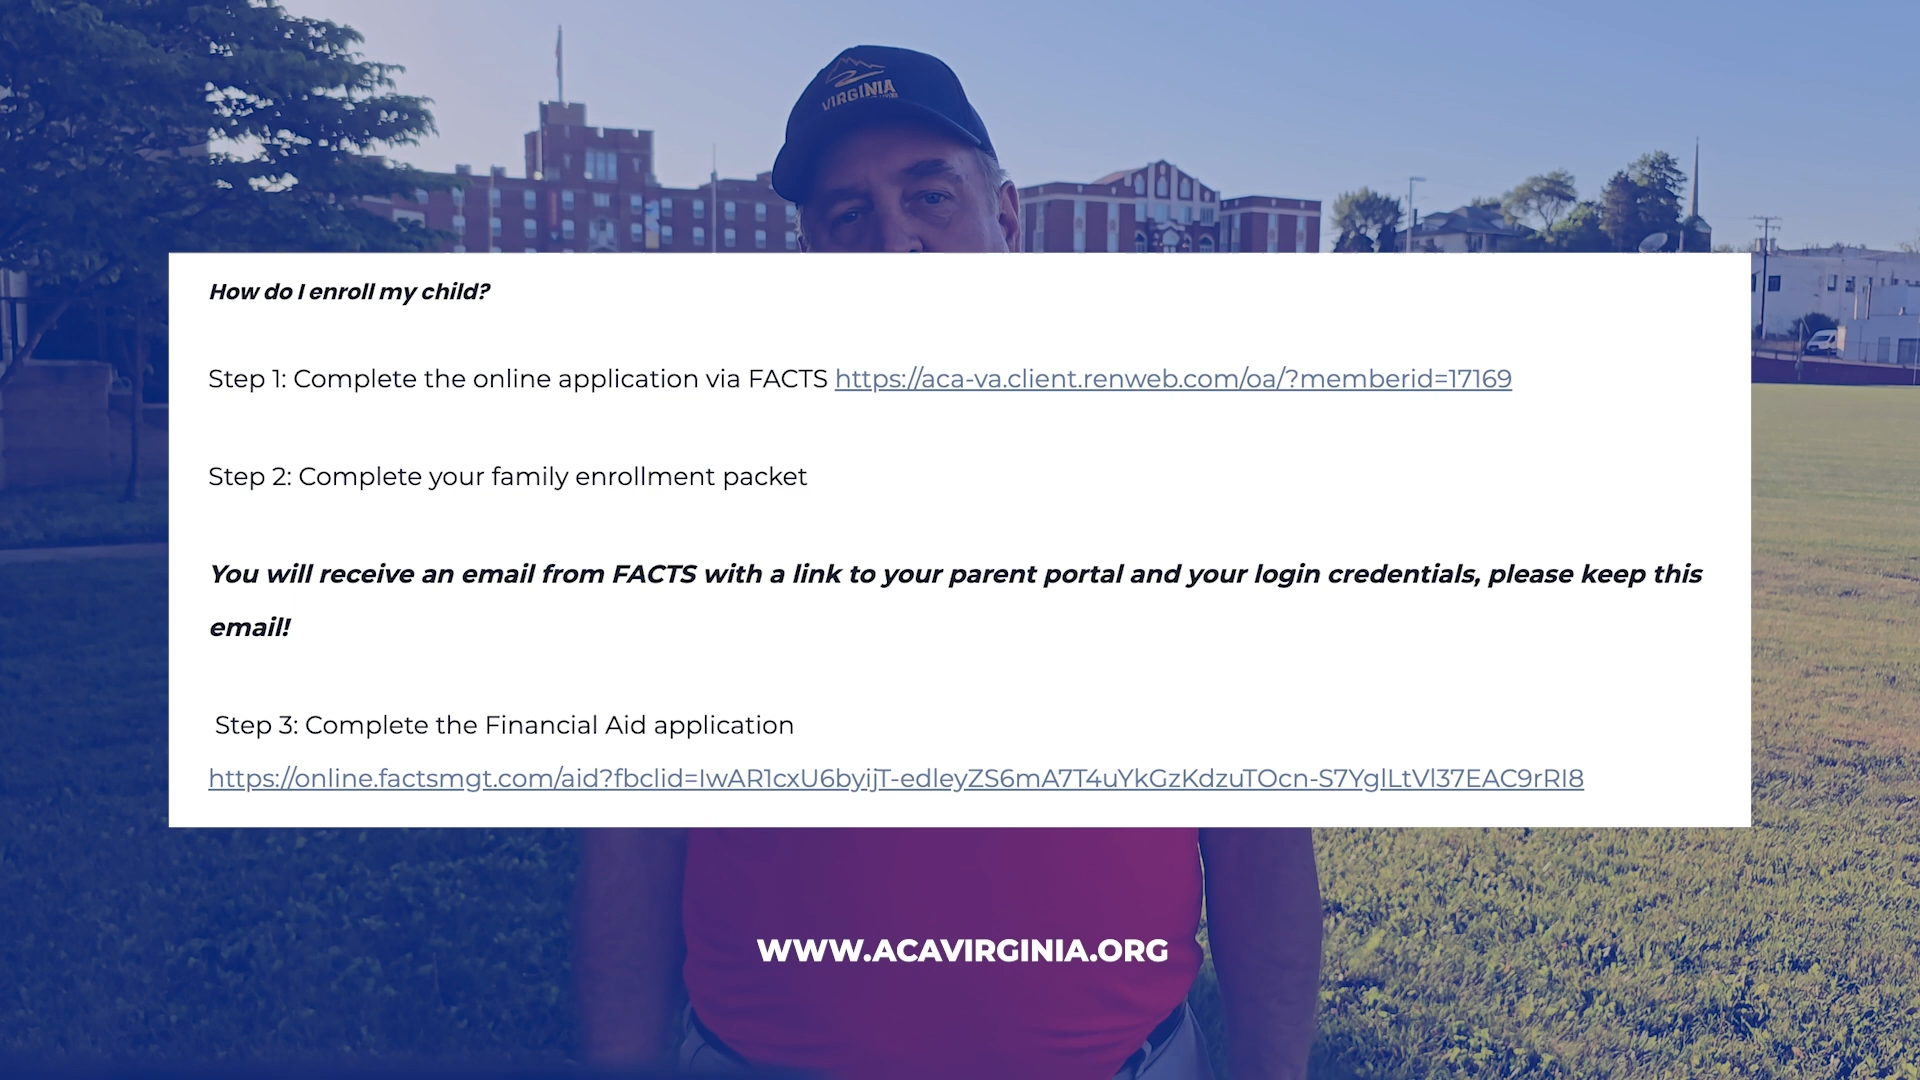 VIRGINIA
How do I enroll my child?
Step 1: Complete the online application via FACTS https://aca-va.client.renweb.com/oa/?memberid=17169
Step 2: Complete your family enrollment packet
You will receive an email from FACTS with a link to your parent portal and your login credentials, please keep this
email!
Step 3: Complete the Financial Aid application
https://online.factsmgt.com/aid?fbclid=IwAR1cxU6byijT-edleyZS6mA7T4uYkGzKdzuTOcn-S7YglLtVl37EAC9rRI8
WWW.ACAVIRGINIA.ORG